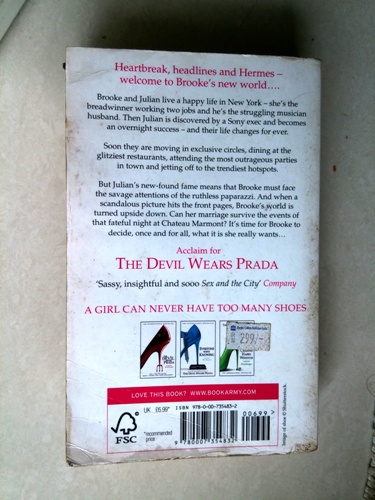 Heartbreak, headlines and Hermes –
welcome to Brooke's new world….
Brooke and Julian live a happy life in New York – she's the
breadwinner working two jobs and he's the struggling musician
husband. Then Julian is discovered by a Sony exec and becomes
an overnight success – and their life changes for ever.
Soon they are moving in exclusive circles, dining at the
glitziest restaurants, attending the most outrageous parties
in town and jetting off to the trendiest hotspots.
But Julian's new-found fame means that Brooke must face
the savage attentions of the ruthless paparazzi. And when a
scandalous picture hits the front pages, Brooke's world is
turned upside down. Can her marriage survive the events of
that fateful night at Chateau Marmont? It's time for Brooke to
decide, once and for all, what it is she really wants…
Acclaim for
THE DEVIL WEARS PRADA
'Sassy, insightful and sooo Sex and the City' Company
A GIRL CAN NEVER HAVE TOO MANY SHOES
299/-
LOVE THIS BOOK? WWW.BOOKARMY.COM
FSC
UK £6.99*
*recommended
price
ISBN 978-0-00-735483-2
00699
9 780007 354832
Image of shoe © Shutterstock